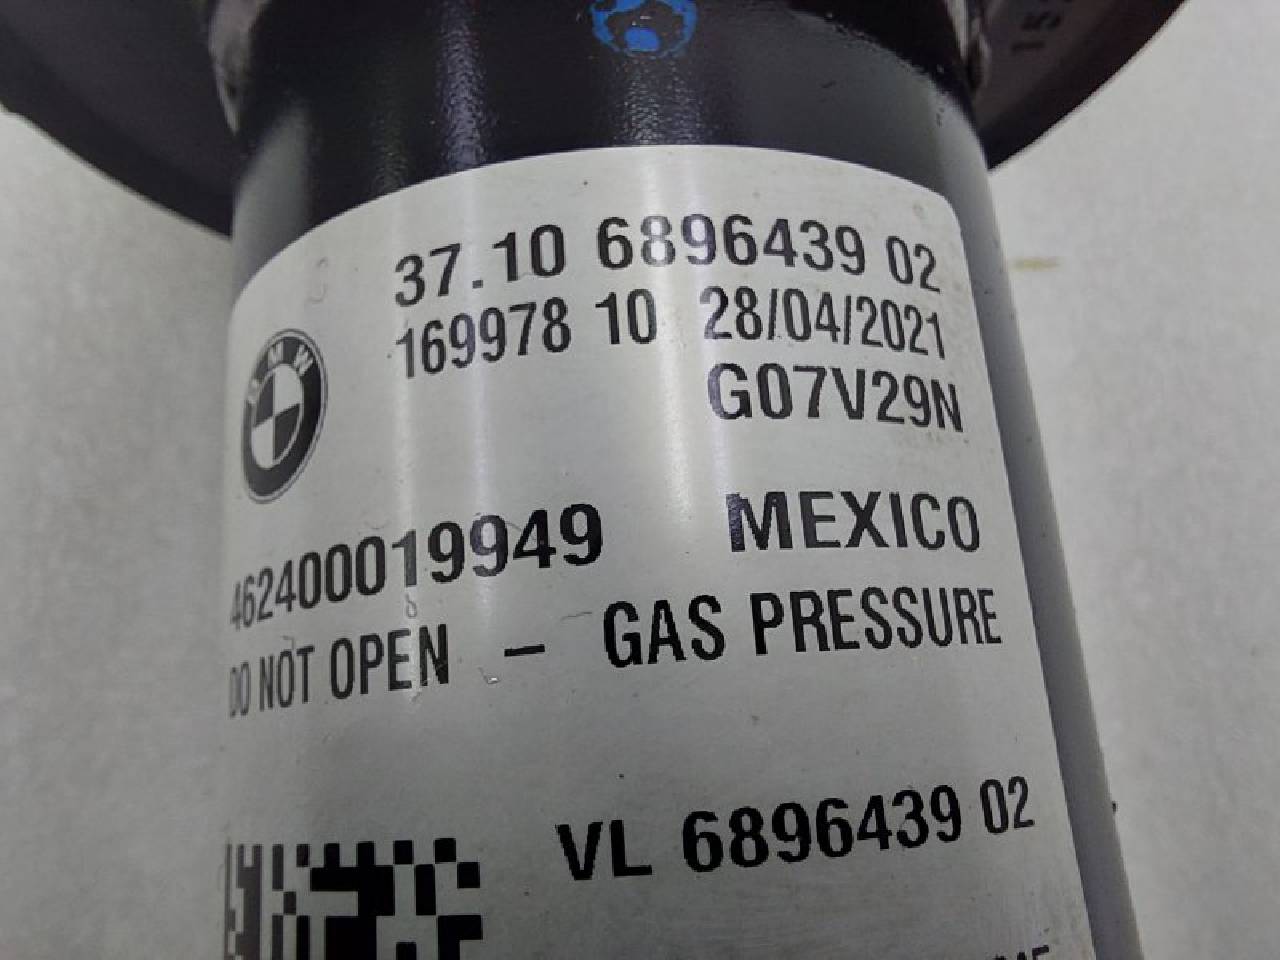 37.10 6896439 02
169978 10 28/04/2021
G07V29N
BMW
462400019949 MEXICO
DO NOT OPEN - GAS PRESSURE
VL 6896439 02